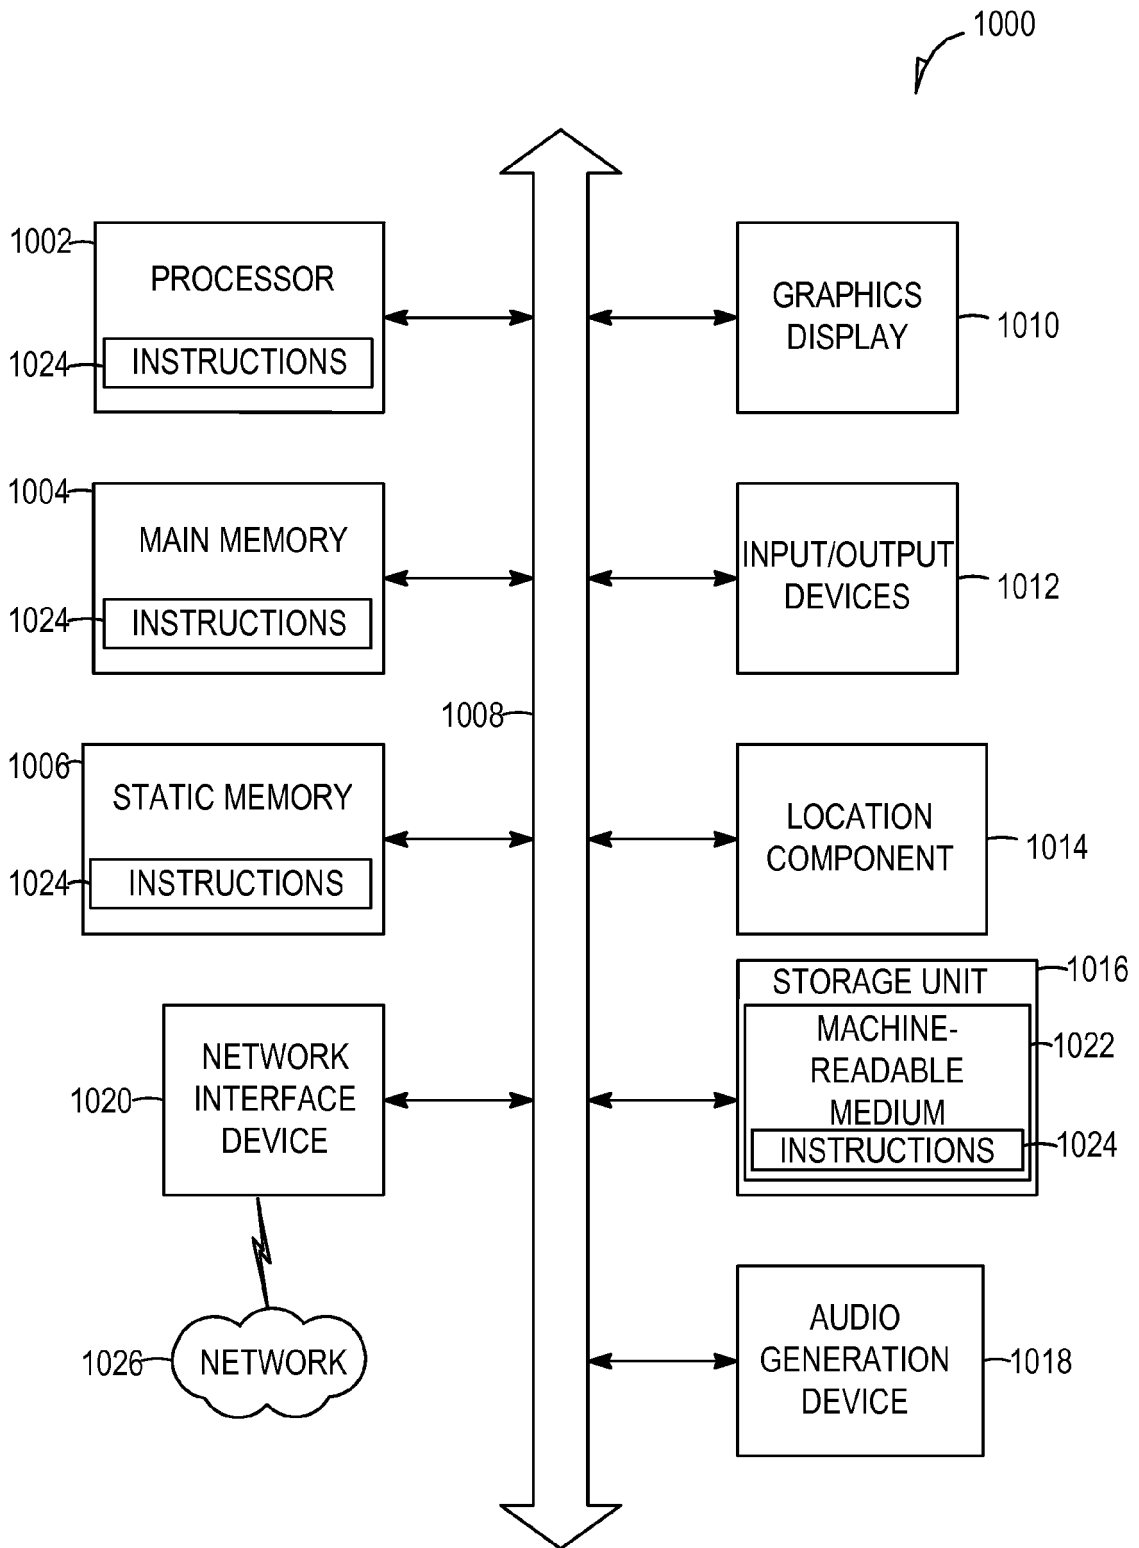 1000
1002
PROCESSOR
1024
INSTRUCTIONS
GRAPHICS
DISPLAY
1010
1004
MAIN MEMORY
1024
INSTRUCTIONS
INPUT/OUTPUT
DEVICES
1012
1008
1006
STATIC MEMORY
1024
INSTRUCTIONS
LOCATION
COMPONENT
1014
1020
NETWORK
INTERFACE
DEVICE
STORAGE UNIT
1016
MACHINE-
READABLE
MEDIUM
1022
INSTRUCTIONS
1024
1026
NETWORK
AUDIO
GENERATION
DEVICE
1018